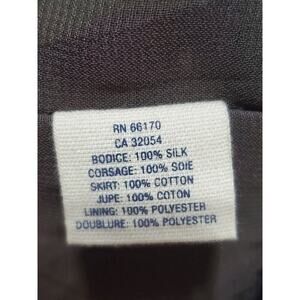 RN 66170
CA 32054
BODICE: 100% SILK
CORSAGE: 100% SOIE
SKIRT: 100% COTTON
JUPE: 100% COTON
LINING: 100% POLYESTER
DOUBLURE: 100% POLYESTER